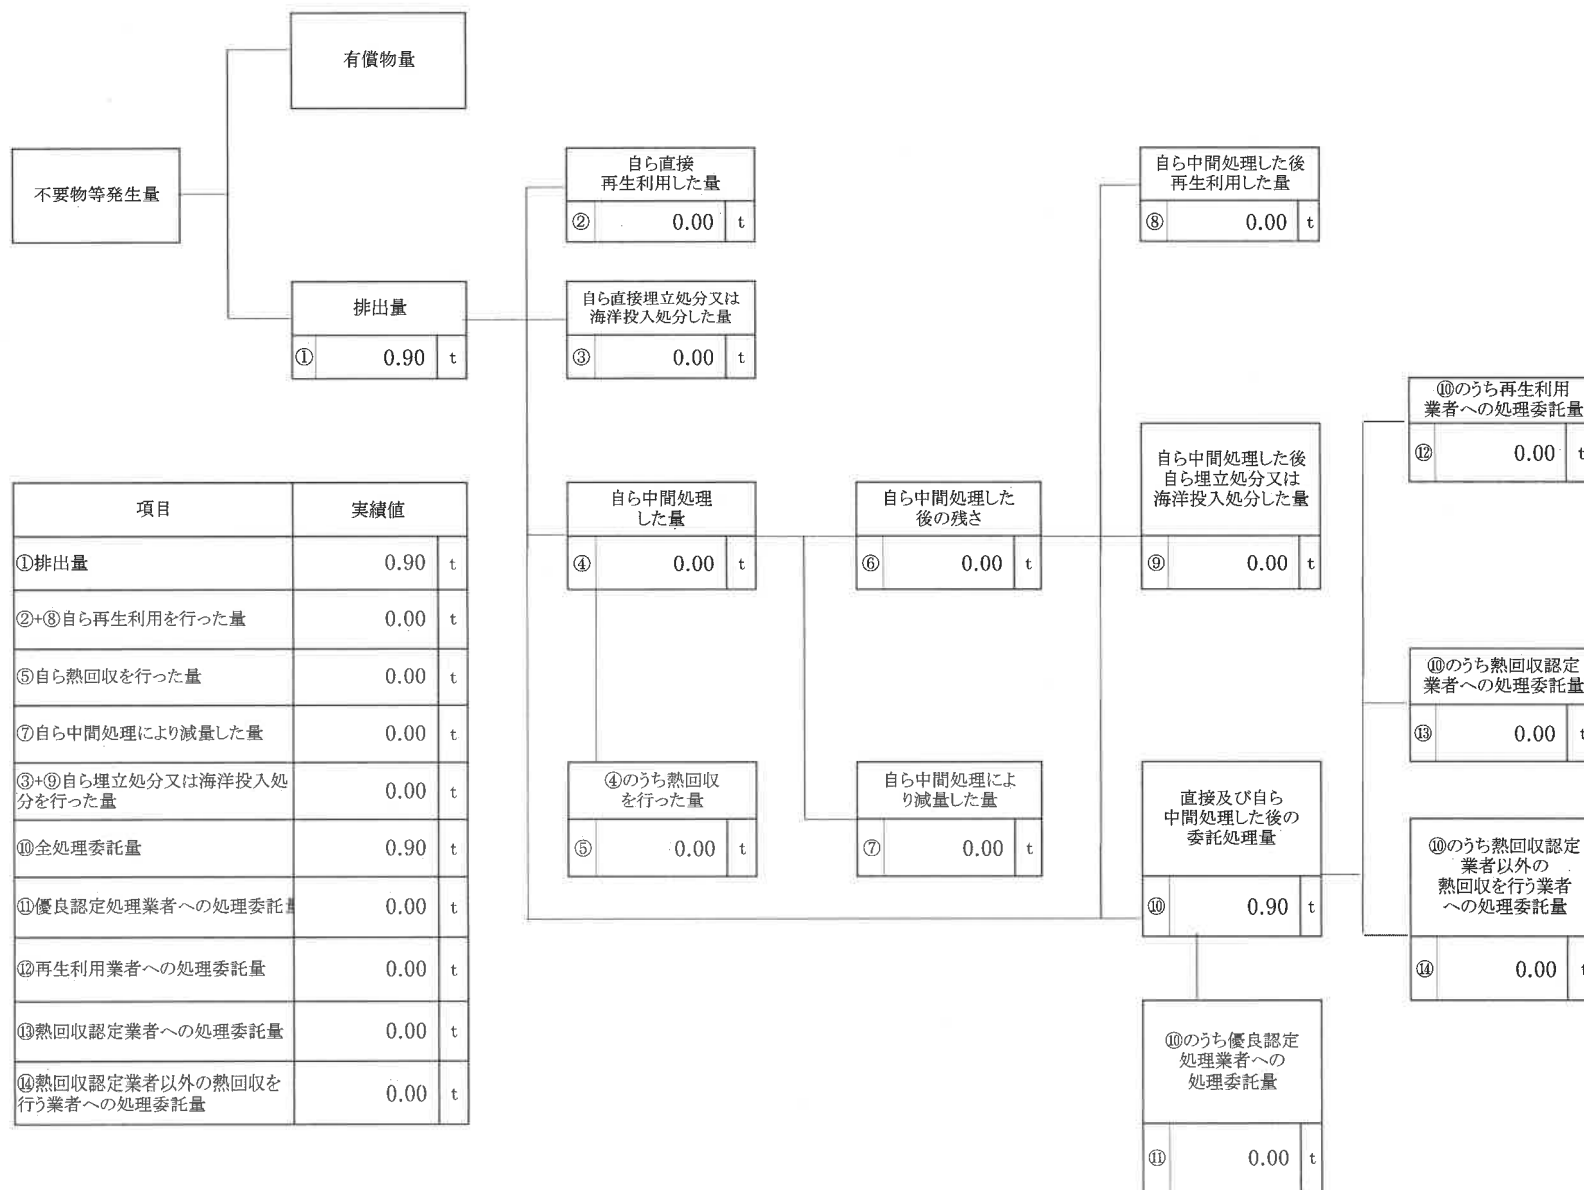 有償物量
不要物等発生量
排出量
① 0.90 t
自ら直接
再生利用した量
② 0.00 t
自ら直接埋立処分又は
海洋投入処分した量
③ 0.00 t
自ら中間処理した後
再生利用した量
⑧ 0.00 t
⑩のうち再生利用
業者への処理委託量
⑫ 0.00 t
自ら中間処理した後
自ら埋立処分又は
海洋投入処分した量
⑨ 0.00 t
自ら中間処理
した量
④ 0.00 t
自ら中間処理した
後の残さ
⑥ 0.00 t
⑩のうち熱回収認定
業者への処理委託量
⑬ 0.00 t
④のうち熱回収
を行った量
⑤ 0.00 t
自ら中間処理によ
り減量した量
⑦ 0.00 t
直接及び自ら
中間処理した後の
委託処理量
⑩ 0.90 t
⑩のうち熱回収認定
業者以外の
熱回収を行う業者
への処理委託量
⑭ 0.00 t
⑩のうち優良認定
処理業者への
処理委託量
⑪ 0.00 t
項目 実績値
①排出量 0.90 t
②+⑧自ら再生利用を行った量 0.00 t
⑤自ら熱回収を行った量 0.00 t
⑦自ら中間処理により減量した量 0.00 t
③+⑨自ら埋立処分又は海洋投入処
分を行った量 0.00 t
⑩全処理委託量 0.90 t
⑪優良認定処理業者への処理委託量 0.00 t
⑫再生利用業者への処理委託量 0.00 t
⑬熱回収認定業者への処理委託量 0.00 t
⑭熱回収認定業者以外の熱回収を
行う業者への処理委託量 0.00 t